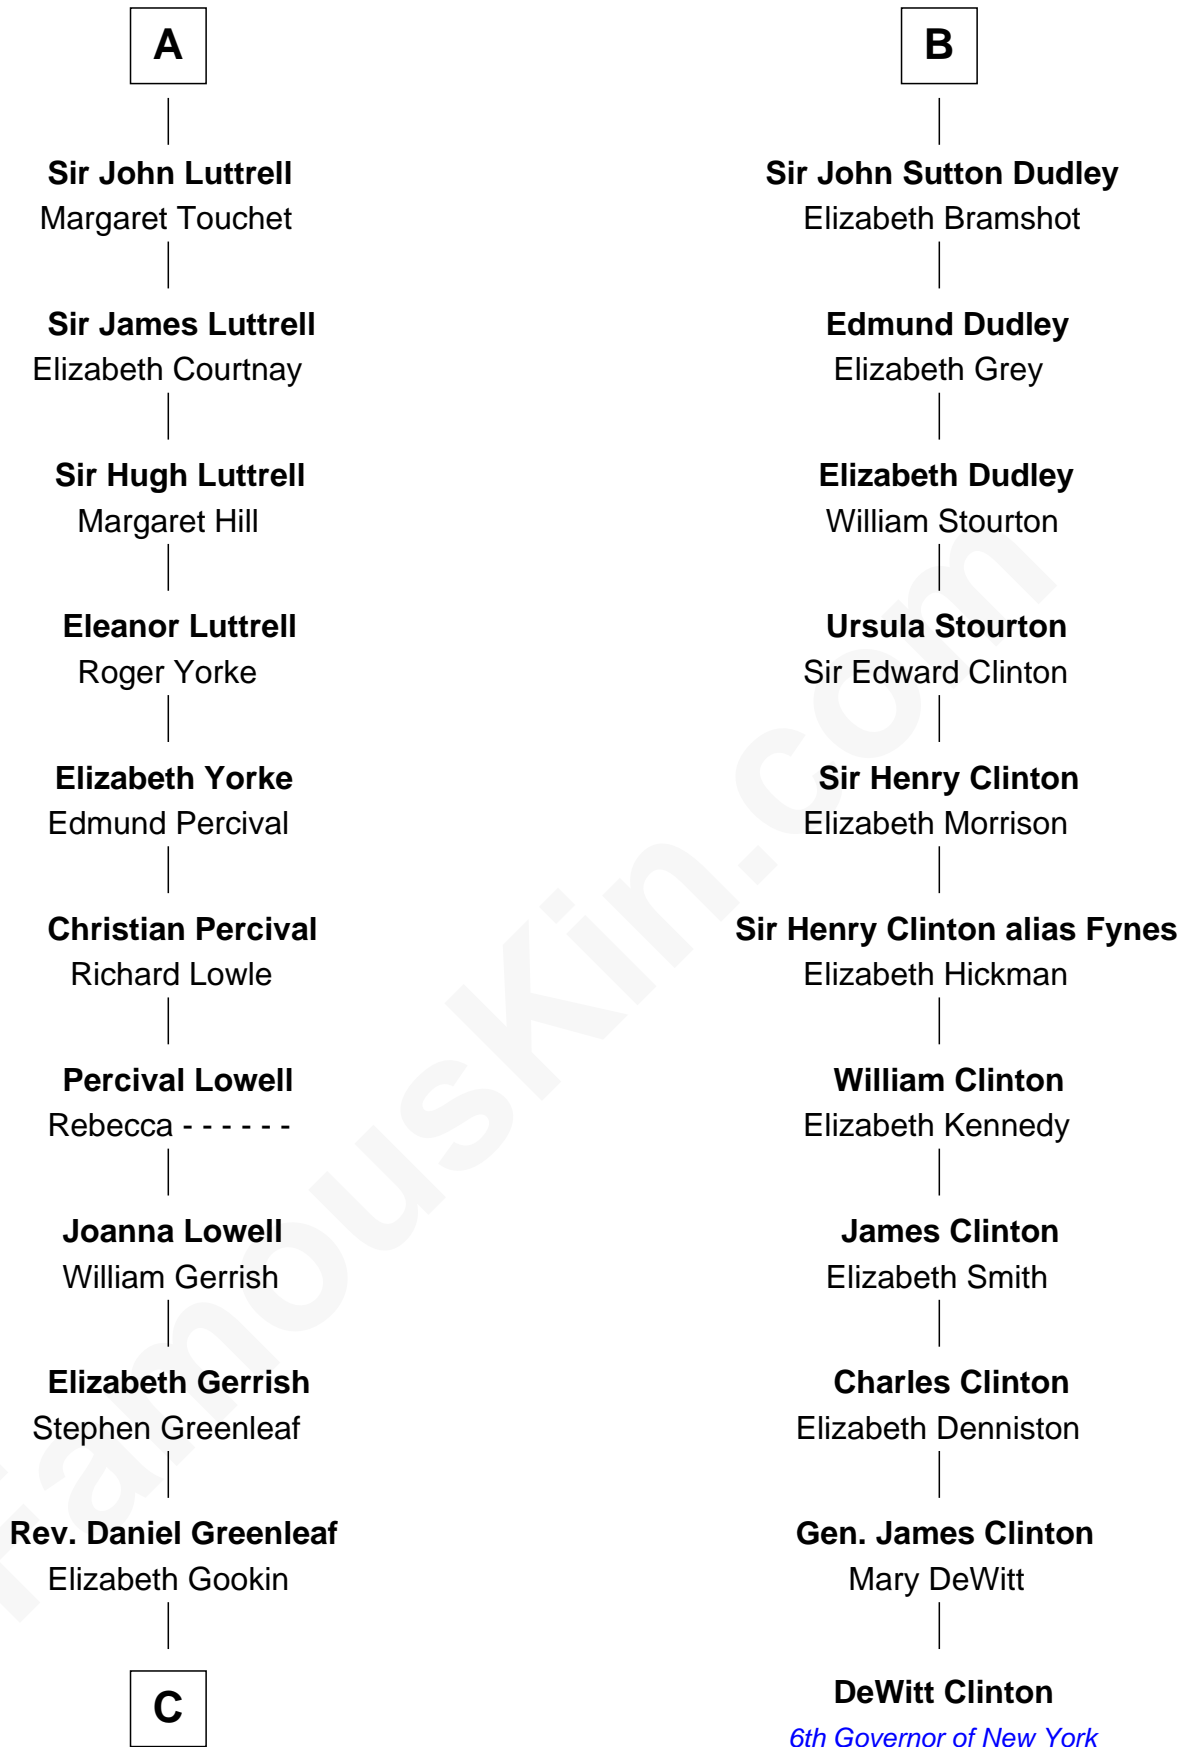 A
Sir John Luttrell
Margaret Touchet
Sir James Luttrell
Elizabeth Courtnay
Sir Hugh Luttrell
Margaret Hill
Eleanor Luttrell
Roger Yorke
Elizabeth Yorke
Edmund Percival
Christian Percival
Richard Lowle
Percival Lowell
Rebecca - - - - - -
Joanna Lowell
William Gerrish
Elizabeth Gerrish
Stephen Greenleaf
Rev. Daniel Greenleaf
Elizabeth Gookin
C
B
Sir John Sutton Dudley
Elizabeth Bramshot
Edmund Dudley
Elizabeth Grey
Elizabeth Dudley
William Stourton
Ursula Stourton
Sir Edward Clinton
Sir Henry Clinton
Elizabeth Morrison
Sir Henry Clinton alias Fynes
Elizabeth Hickman
William Clinton
Elizabeth Kennedy
James Clinton
Elizabeth Smith
Charles Clinton
Elizabeth Denniston
Gen. James Clinton
Mary DeWitt
DeWitt Clinton
6th Governor of New York
FamousKin.com